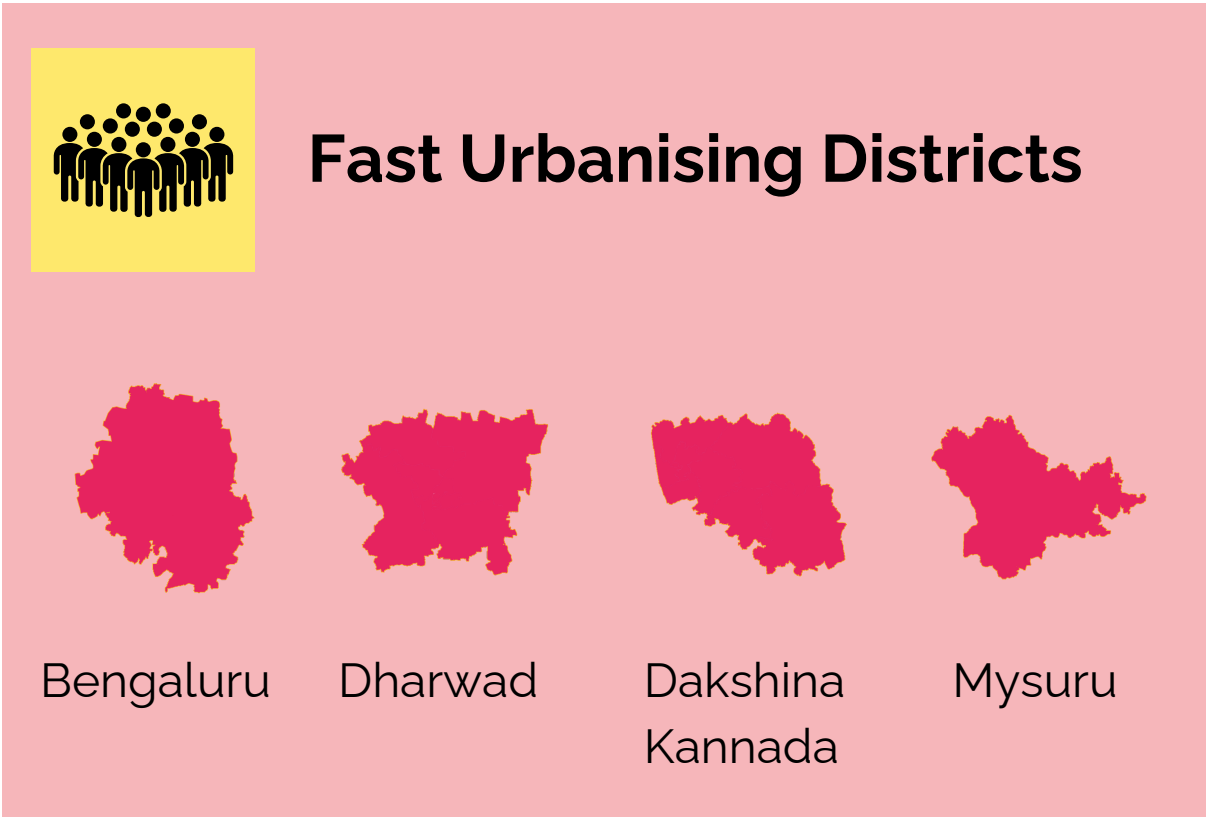 Fast Urbanising Districts
Bengaluru
Dharwad
Dakshina
Kannada
Mysuru